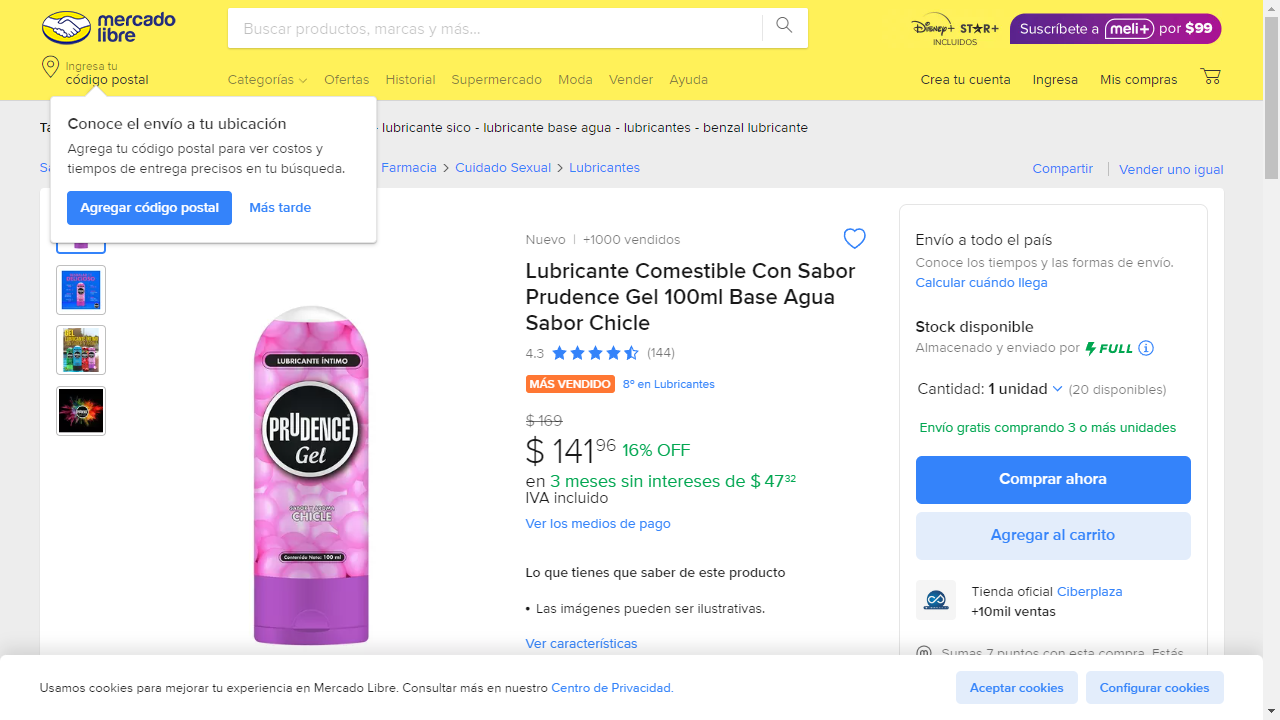 mercado
libre
Buscar productos, marcas y más...
Disney+ STAR+
INCLUIDOS
Suscríbete a meli+ por $99
Ingresa tu
código postal
Categorías
Ofertas
Historial
Supermercado
Moda
Vender
Ayuda
Crea tu cuenta
Ingresa
Mis compras
Conoce el envío a tu ubicación
Agrega tu código postal para ver costos y
tiempos de entrega precisos en tu búsqueda.
Agregar código postal
Más tarde
- lubricante sico - lubricante base agua - lubricantes - benzal lubricante
Farmacia > Cuidado Sexual > Lubricantes
Compartir
Vender uno igual
LUBRICANTE ÍNTIMO
PRUDENCE
Gel
CHICLE
Contenido Neto: 100 ml
Nuevo | +1000 vendidos
Lubricante Comestible Con Sabor
Prudence Gel 100ml Base Agua
Sabor Chicle
4.3 (144)
MÁS VENDIDO 8º en Lubricantes
$ 169
$ 141 96 16% OFF
en 3 meses sin intereses de $ 47 32
IVA incluido
Ver los medios de pago
Lo que tienes que saber de este producto
• Las imágenes pueden ser ilustrativas.
Ver características
Envío a todo el país
Conoce los tiempos y las formas de envío.
Calcular cuándo llega
Stock disponible
Almacenado y enviado por FULL
Cantidad: 1 unidad (20 disponibles)
Envío gratis comprando 3 o más unidades
Comprar ahora
Agregar al carrito
Tienda oficial Ciberplaza
+10mil ventas
Sumas 7 puntos con esta compra. Estás
Usamos cookies para mejorar tu experiencia en Mercado Libre. Consultar más en nuestro Centro de Privacidad.
Aceptar cookies
Configurar cookies